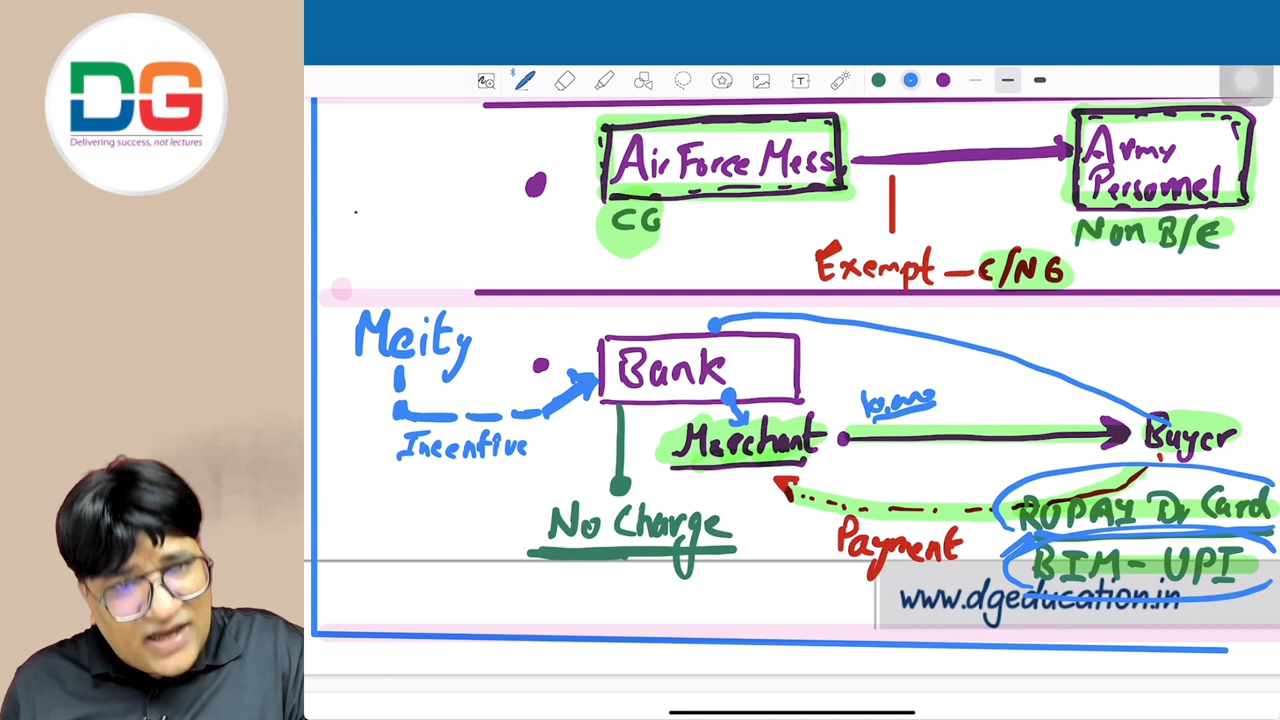 DG
Delivering success, not lectures
T
Air Force Mess
Army
Personnel
CG
Non B/E
Exempt – E/NG
Meity
Bank
Incentive
Merchant
Buyer
No Charge
Payment
RUPAY Dr Card
BIM - UPI
www.dgeducation.in